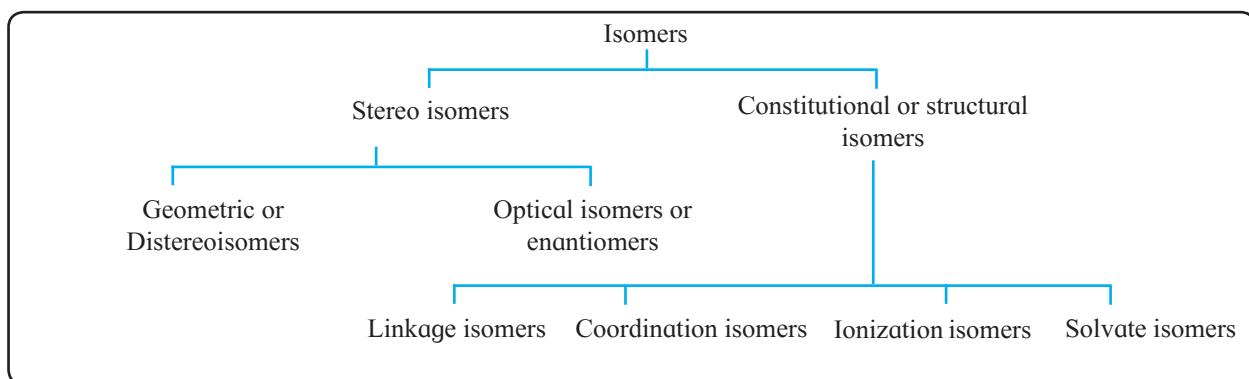 Isomers
Stereo isomers
Constitutional or structural
isomers
Geometric or
Distereoisomers
Optical isomers or
enantiomers
Linkage isomers
Coordination isomers
Ionization isomers
Solvate isomers